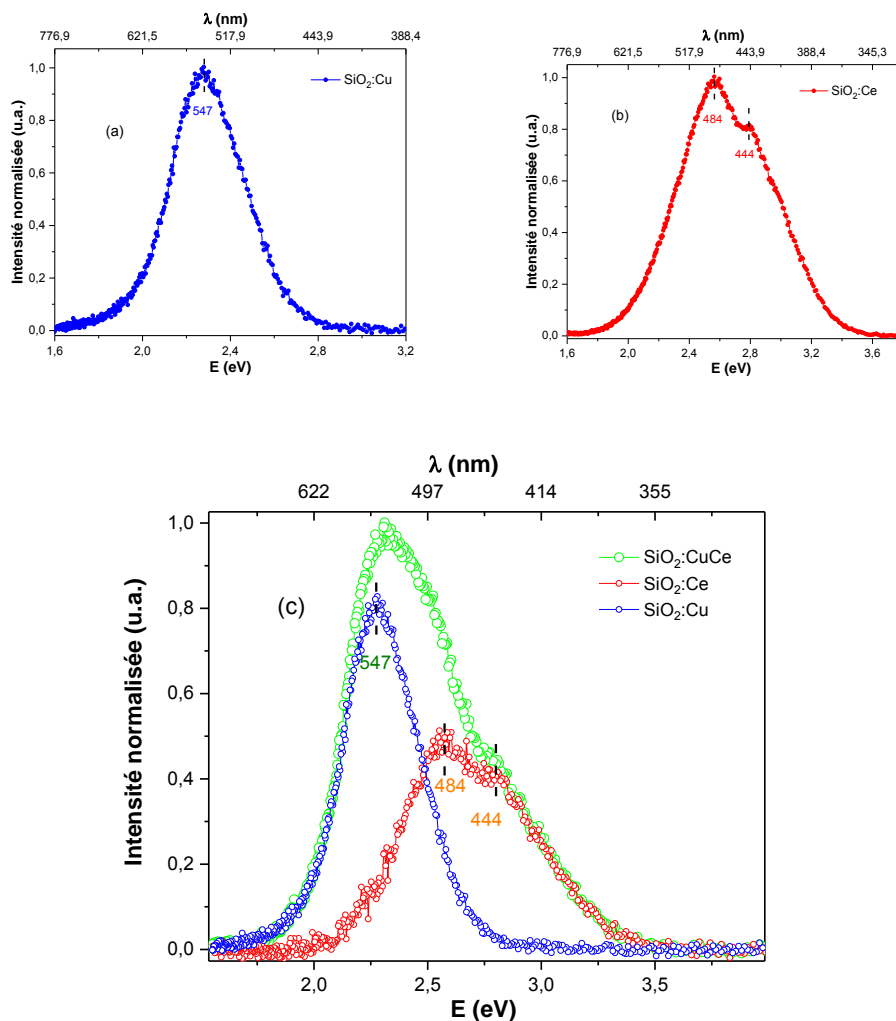 λ (nm)
776,9 621,5 517,9 443,9 388,4
1,0
0,8
0,6
0,4
0,2
0,0
Intensité normalisée (u.a.)
SiO2:Cu
547
(a)
1,6 2,0 2,4 2,8 3,2
E (eV)
λ (nm)
776,9 621,5 517,9 443,9 388,4 345,3
1,0
0,8
0,6
0,4
0,2
0,0
Intensité normalisée (u.a.)
SiO2:Ce
(b)
484
444
1,6 2,0 2,4 2,8 3,2 3,6
E (eV)
λ (nm)
622 497 414 355
1,0
0,8
0,6
0,4
0,2
0,0
Intensité normalisée (u.a.)
SiO2:CuCe
SiO2:Ce
SiO2:Cu
(c)
547
484
444
2,0 2,5 3,0 3,5
E (eV)